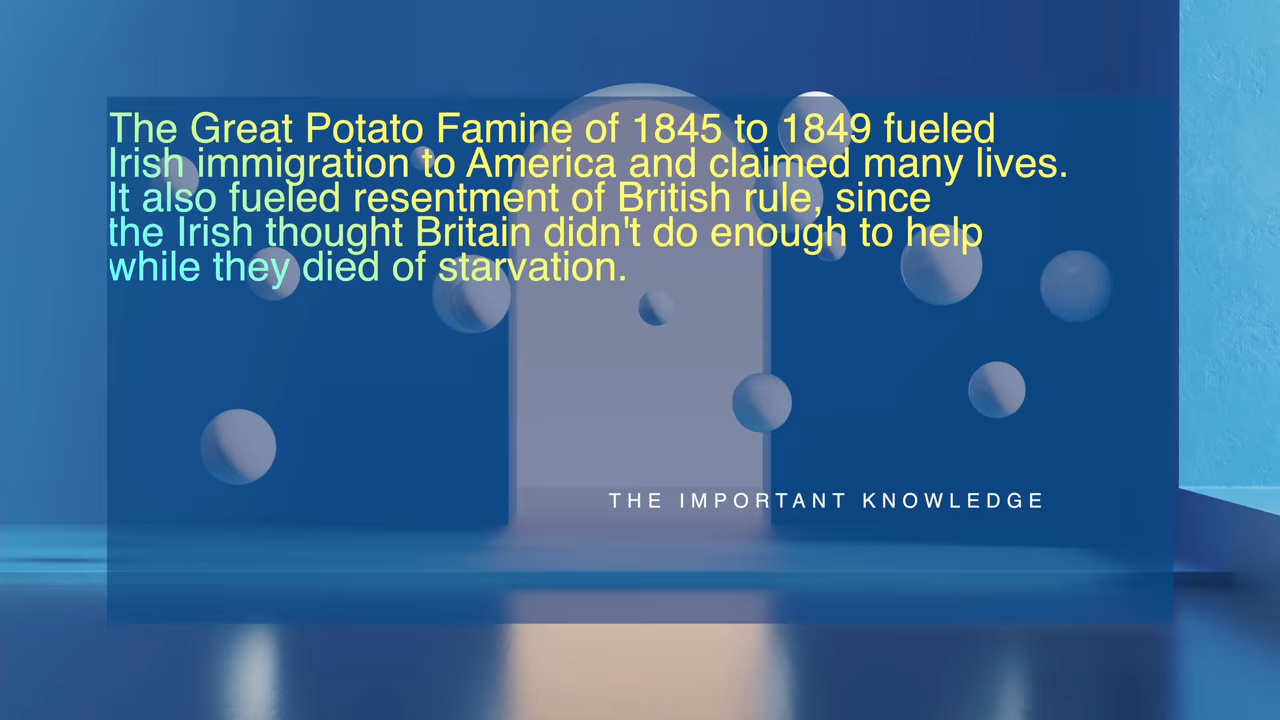 The Great Potato Famine of 1845 to 1849 fueled
Irish immigration to America and claimed many lives.
It also fueled resentment of British rule, since
the Irish thought Britain didn't do enough to help
while they died of starvation.
THE IMPORTANT KNOWLEDGE